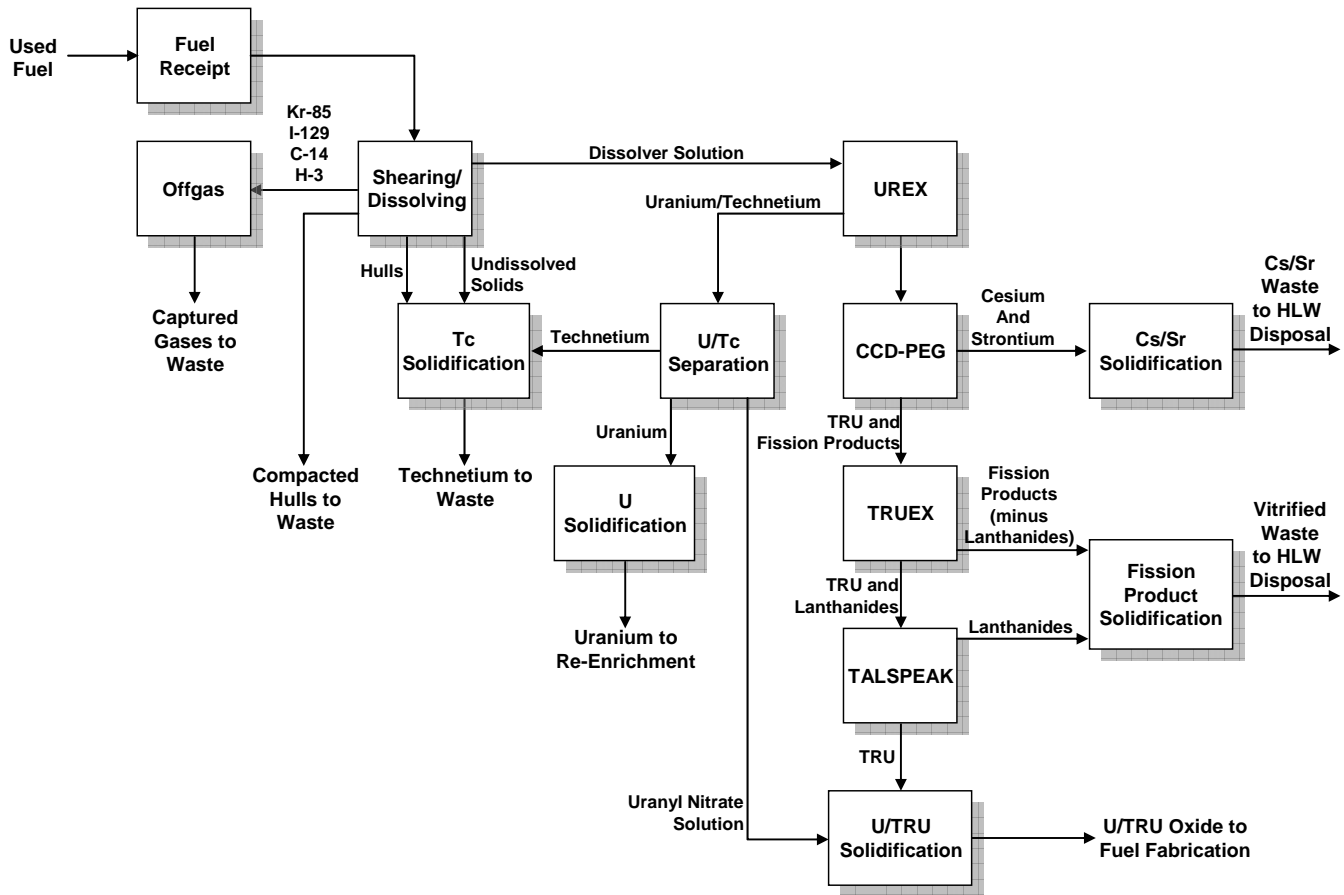 Used
Fuel
Fuel
Receipt
Kr-85
I-129
C-14
H-3
Offgas
Shearing/
Dissolving
Dissolver Solution
UREX
Uranium/Technetium
Hulls
Undissolved
Solids
Captured
Gases to
Waste
Tc
Solidification
Technetium
U/Tc
Separation
CCD-PEG
Cesium
And
Strontium
Cs/Sr
Solidification
Cs/Sr
Waste
to HLW
Disposal
Compacted
Hulls to
Waste
Technetium to
Waste
Uranium
U
Solidification
TRU and
Fission Products
TRUEX
Fission
Products
(minus
Lanthanides)
Fission
Product
Solidification
Vitrified
Waste
to HLW
Disposal
Uranium to
Re-Enrichment
TRU and
Lanthanides
TALSPEAK
Lanthanides
TRU
Uranyl Nitrate
Solution
U/TRU
Solidification
U/TRU Oxide to
Fuel Fabrication